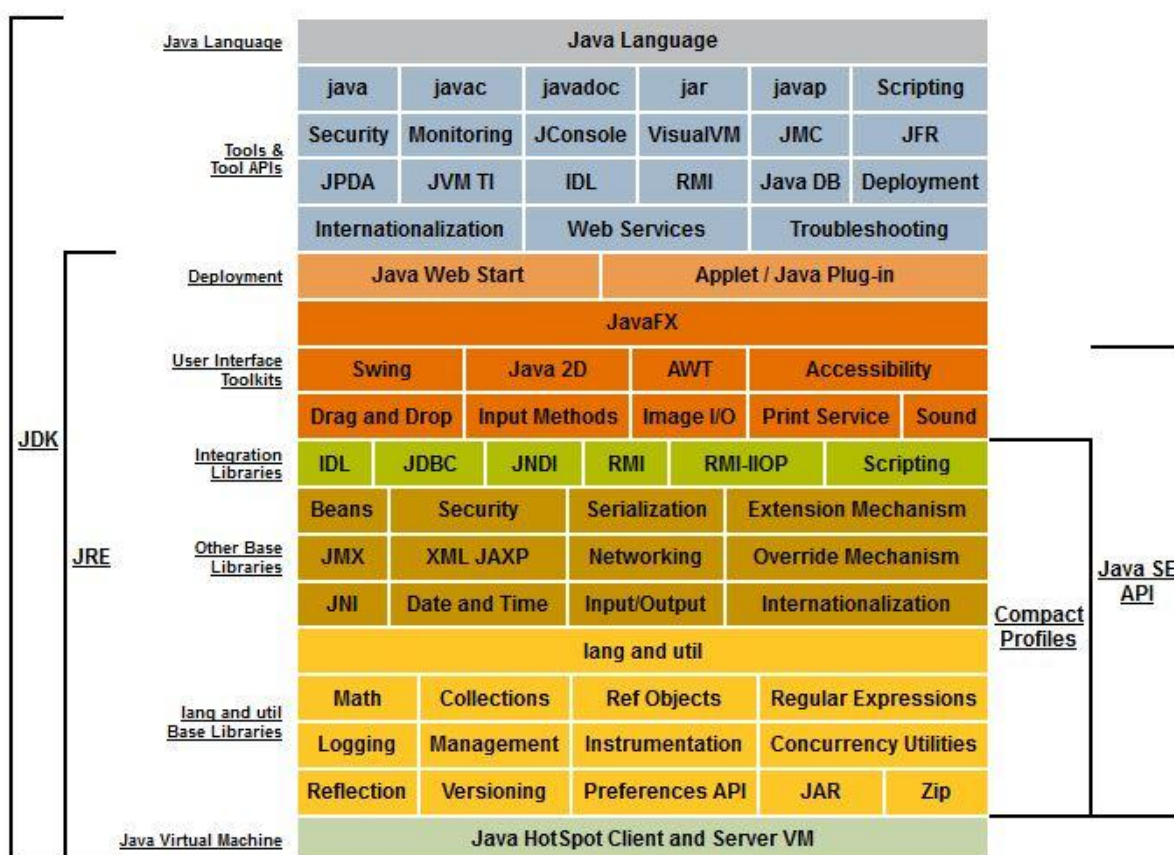 Java Language
Java Language
java javac javadoc jar javap Scripting
Security Monitoring JConsole VisualVM JMC JFR
Tools &
Tool APIs
JPDA JVM TI IDL RMI Java DB Deployment
Internationalization Web Services Troubleshooting
Deployment
Java Web Start Applet / Java Plug-in
JavaFX
User Interface
Toolkits
Swing Java 2D AWT Accessibility
Drag and Drop Input Methods Image I/O Print Service Sound
JDK
Integration
Libraries
IDL JDBC JNDI RMI RMI-IIOP Scripting
Beans Security Serialization Extension Mechanism
JRE
Other Base
Libraries
JMX XML JAXP Networking Override Mechanism
Java SE
API
JNI Date and Time Input/Output Internationalization
Compact
Profiles
lang and util
Math Collections Ref Objects Regular Expressions
lang and util
Base Libraries
Logging Management Instrumentation Concurrency Utilities
Reflection Versioning Preferences API JAR Zip
Java Virtual Machine
Java HotSpot Client and Server VM